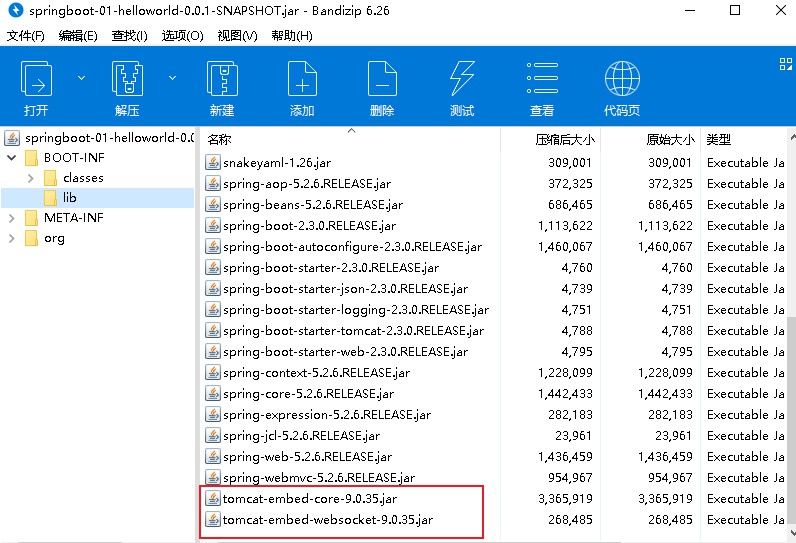 springboot-01-helloworld-0.0.1-SNAPSHOT.jar - Bandizip 6.26
文件(F) 编辑(E) 查找(I) 选项(O) 视图(V) 帮助(H)
打开 解压 新建 添加 删除 测试 查看 代码页
springboot-01-helloworld-0.0
BOOT-INF
classes
lib
META-INF
org
名称 压缩后大小 原始大小 类型
snakeyaml-1.26.jar 309,001 309,001 Executable Ja
spring-aop-5.2.6.RELEASE.jar 372,325 372,325 Executable Ja
spring-beans-5.2.6.RELEASE.jar 686,465 686,465 Executable Ja
spring-boot-2.3.0.RELEASE.jar 1,113,622 1,113,622 Executable Ja
spring-boot-autoconfigure-2.3.0.RELEASE.jar 1,460,067 1,460,067 Executable Ja
spring-boot-starter-2.3.0.RELEASE.jar 4,760 4,760 Executable Ja
spring-boot-starter-json-2.3.0.RELEASE.jar 4,739 4,739 Executable Ja
spring-boot-starter-logging-2.3.0.RELEASE.jar 4,751 4,751 Executable Ja
spring-boot-starter-tomcat-2.3.0.RELEASE.jar 4,788 4,788 Executable Ja
spring-boot-starter-web-2.3.0.RELEASE.jar 4,795 4,795 Executable Ja
spring-context-5.2.6.RELEASE.jar 1,228,099 1,228,099 Executable Ja
spring-core-5.2.6.RELEASE.jar 1,442,433 1,442,433 Executable Ja
spring-expression-5.2.6.RELEASE.jar 282,183 282,183 Executable Ja
spring-jcl-5.2.6.RELEASE.jar 23,961 23,961 Executable Ja
spring-web-5.2.6.RELEASE.jar 1,436,459 1,436,459 Executable Ja
spring-webmvc-5.2.6.RELEASE.jar 954,967 954,967 Executable Ja
tomcat-embed-core-9.0.35.jar 3,365,919 3,365,919 Executable Ja
tomcat-embed-websocket-9.0.35.jar 268,485 268,485 Executable Ja